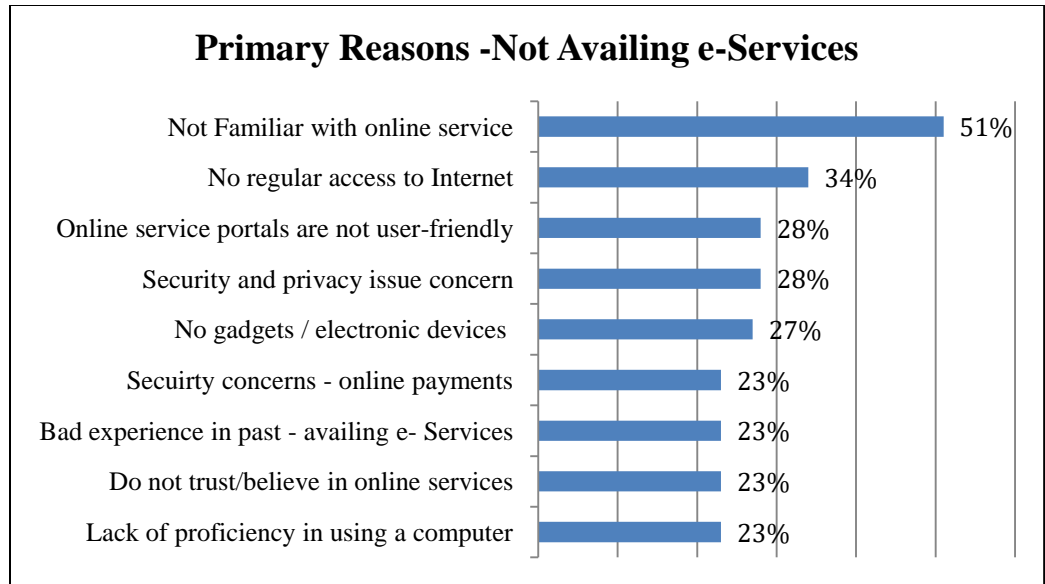 Primary Reasons -Not Availing e-Services
Not Familiar with online service 51%
No regular access to Internet 34%
Online service portals are not user-friendly 28%
Security and privacy issue concern 28%
No gadgets / electronic devices 27%
Secuirty concerns - online payments 23%
Bad experience in past - availing e- Services 23%
Do not trust/believe in online services 23%
Lack of proficiency in using a computer 23%